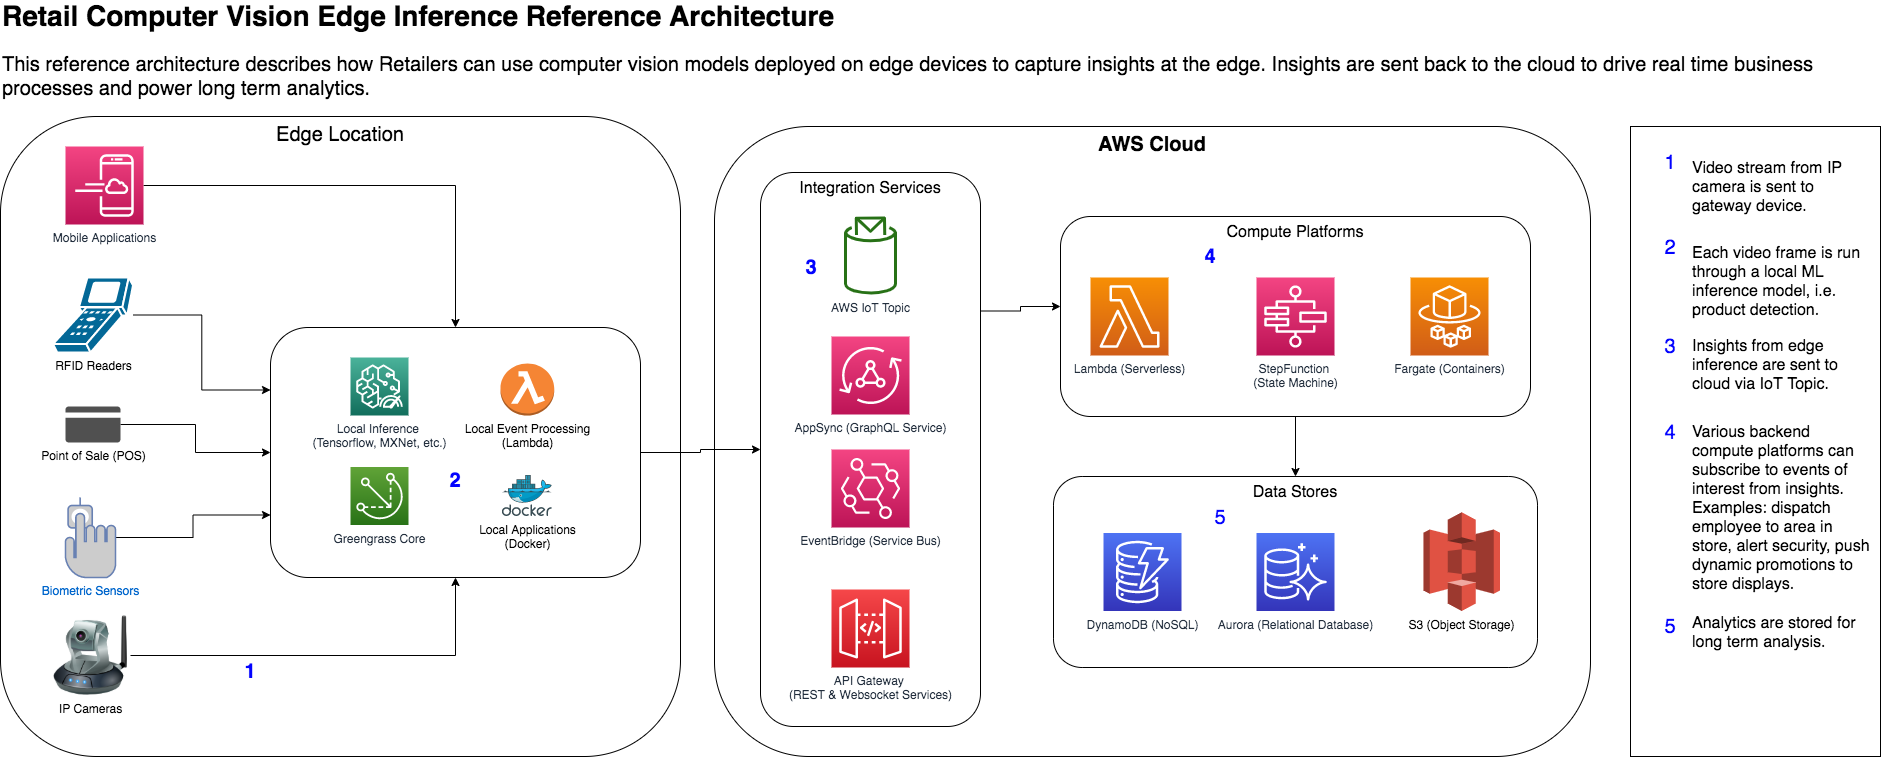 Retail Computer Vision Edge Inference Reference Architecture
This reference architecture describes how Retailers can use computer vision models deployed on edge devices to capture insights at the edge. Insights are sent back to the cloud to drive real time business
processes and power long term analytics.
Edge Location
Mobile Applications
RFID Readers
Point of Sale (POS)
Biometric Sensors
IP Cameras
1
Local Inference
(Tensorflow, MXNet, etc.)
Local Event Processing
(Lambda)
Greengrass Core
2
docker
Local Applications
(Docker)
AWS Cloud
Integration Services
3
AWS IoT Topic
AppSync (GraphQL Service)
EventBridge (Service Bus)
</>
API Gateway
(REST & Websocket Services)
Compute Platforms
4
Lambda (Serverless)
StepFunction
(State Machine)
Fargate (Containers)
Data Stores
5
DynamoDB (NoSQL)
Aurora (Relational Database)
S3 (Object Storage)
1 Video stream from IP
camera is sent to
gateway device.
2 Each video frame is run
through a local ML
inference model, i.e.
product detection.
3 Insights from edge
inference are sent to
cloud via IoT Topic.
4 Various backend
compute platforms can
subscribe to events of
interest from insights.
Examples: dispatch
employee to area in
store, alert security, push
dynamic promotions to
store displays.
5 Analytics are stored for
long term analysis.